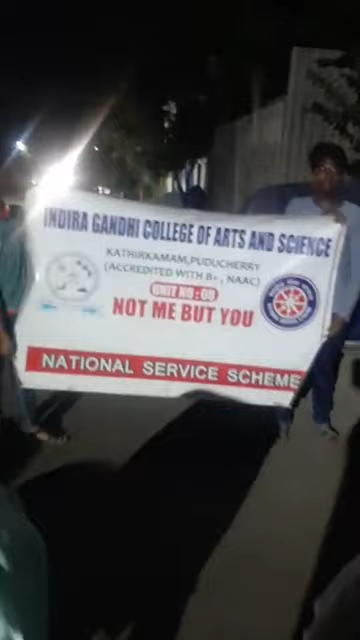 INDIRA GANDHI COLLEGE OF ARTS AND SCIENCE
KATHIRKAMAM,PUDUCHERRY
(ACCREDITED WITH B+, NAAC)
UNIT NO:08
NOT ME BUT YOU
NATIONAL SERVICE SCHEME